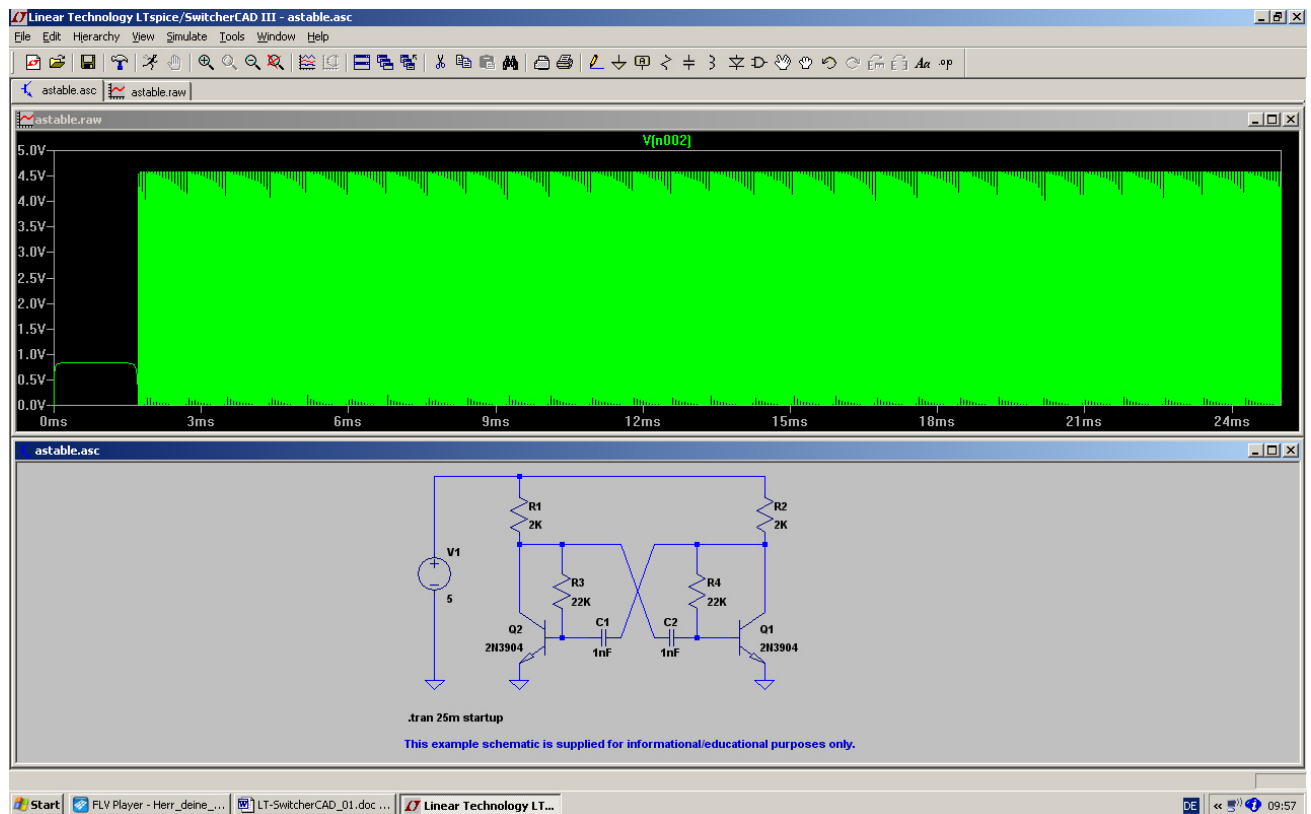 Linear Technology LTspice/SwitcherCAD III - astable.asc
File Edit Hierarchy View Simulate Tools Window Help
Aa .op
astable.asc astable.raw
astable.raw
V(n002)
5.0V
4.5V
4.0V
3.5V
3.0V
2.5V
2.0V
1.5V
1.0V
0.5V
0.0V
0ms 3ms 6ms 9ms 12ms 15ms 18ms 21ms 24ms
astable.asc
R1
2K
R2
2K
V1
5
R3
22K
R4
22K
Q2
2N3904
C1
1nF
C2
1nF
Q1
2N3904
.tran 25m startup
This example schematic is supplied for informational/educational purposes only.
Start FLV Player - Herr_deine_... LT-SwitcherCAD_01.doc ... Linear Technology LT... DE 09:57